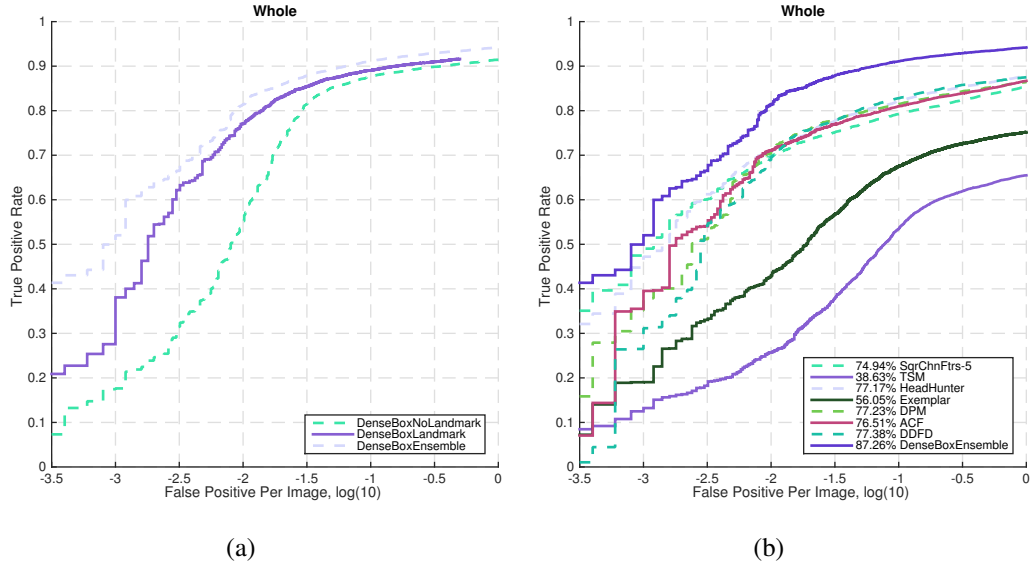 Whole
1
0.9
0.8
0.7
0.6
0.5
0.4
0.3
0.2
0.1
0
True Positive Rate
-3.5
-3
-2.5
-2
-1.5
-1
-0.5
0
False Positive Per Image, log(10)
DenseBoxNoLandmark
DenseBoxLandmark
DenseBoxEnsemble
(a)
Whole
1
0.9
0.8
0.7
0.6
0.5
0.4
0.3
0.2
0.1
0
True Positive Rate
-3.5
-3
-2.5
-2
-1.5
-1
-0.5
0
False Positive Per Image, log(10)
74.94% SqrChnFtrs-5
38.63% TSM
77.17% HeadHunter
56.05% Exemplar
77.23% DPM
76.51% ACF
77.38% DDFD
87.26% DenseBoxEnsemble
(b)